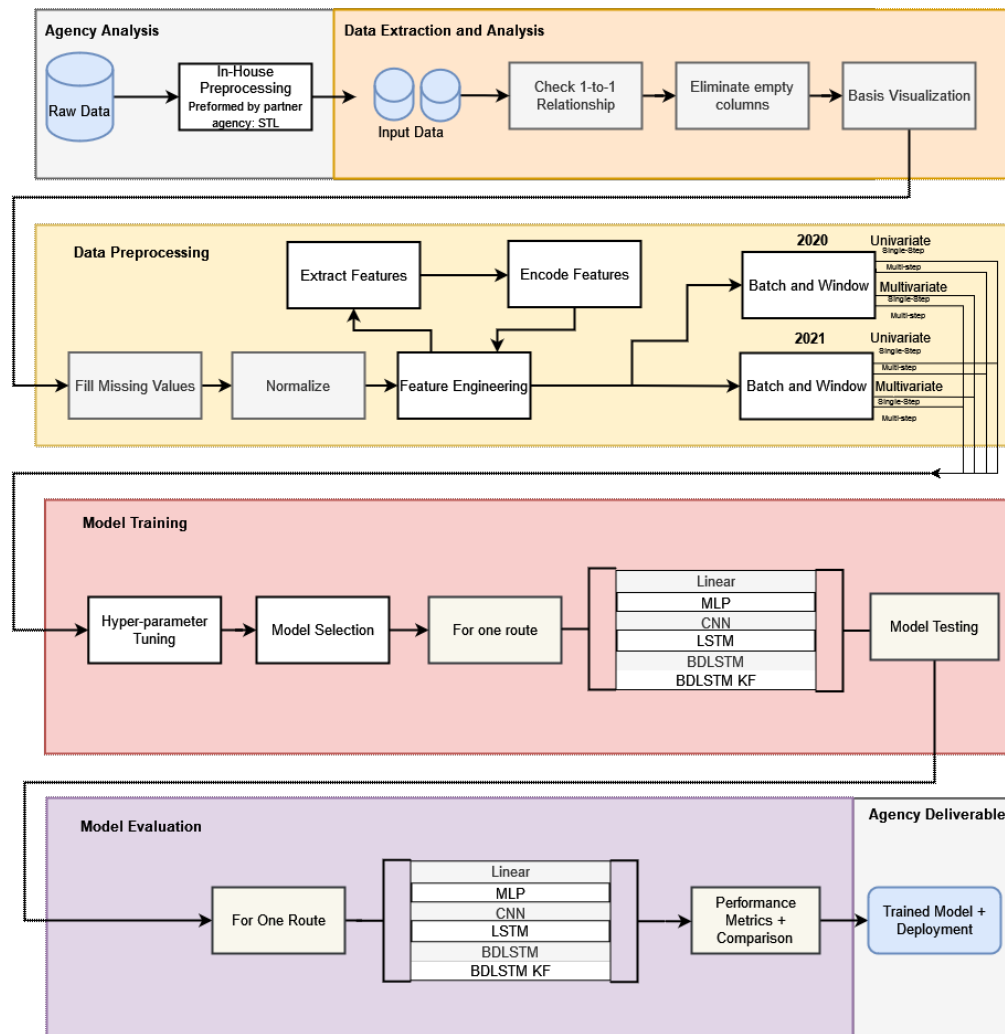 Agency Analysis
Data Extraction and Analysis
Raw Data
In-House
Preprocessing
Preformed by partner
agency: STL
Input Data
Check 1-to-1
Relationship
Eliminate empty
columns
Basis Visualization
Data Preprocessing
Extract Features
Encode Features
2020
Batch and Window
Univariate
Single-Step
Multi-step
Multivariate
Single-Step
Multi-step
Fill Missing Values
Normalize
Feature Engineering
2021
Batch and Window
Univariate
Single-Step
Multi-step
Multivariate
Single-Step
Multi-step
Model Training
Hyper-parameter
Tuning
Model Selection
For one route
Linear
MLP
CNN
LSTM
BDLSTM
BDLSTM KF
Model Testing
Model Evaluation
Agency Deliverable
For One Route
Linear
MLP
CNN
LSTM
BDLSTM
BDLSTM KF
Performance
Metrics +
Comparison
Trained Model +
Deployment